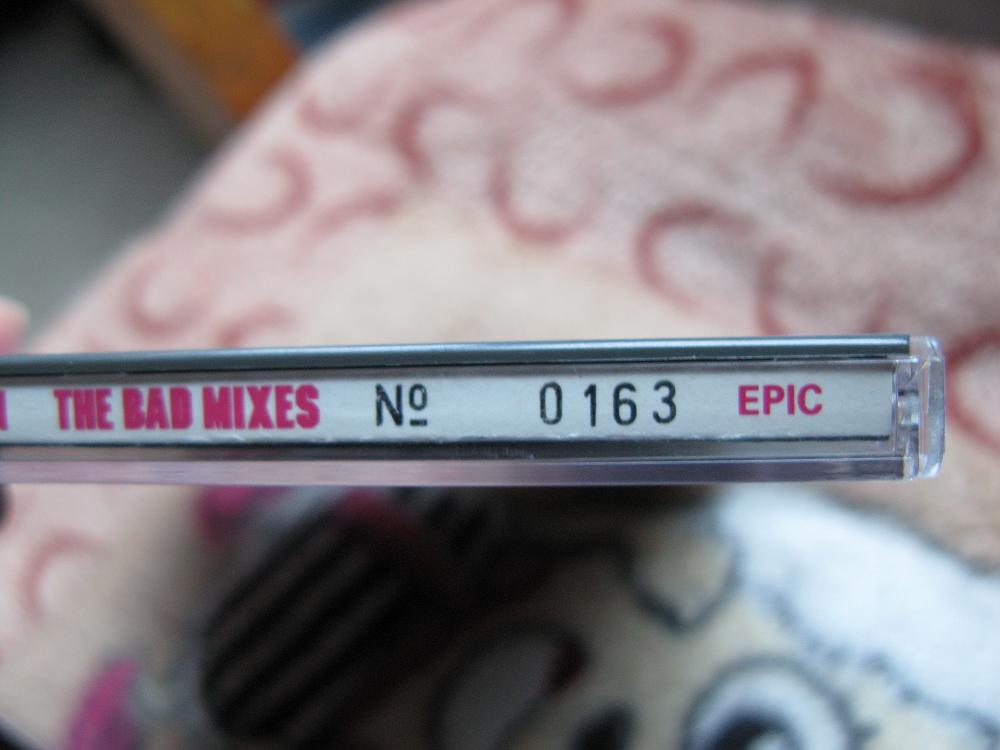 THE BAD MIXES Nº 0163 EPIC